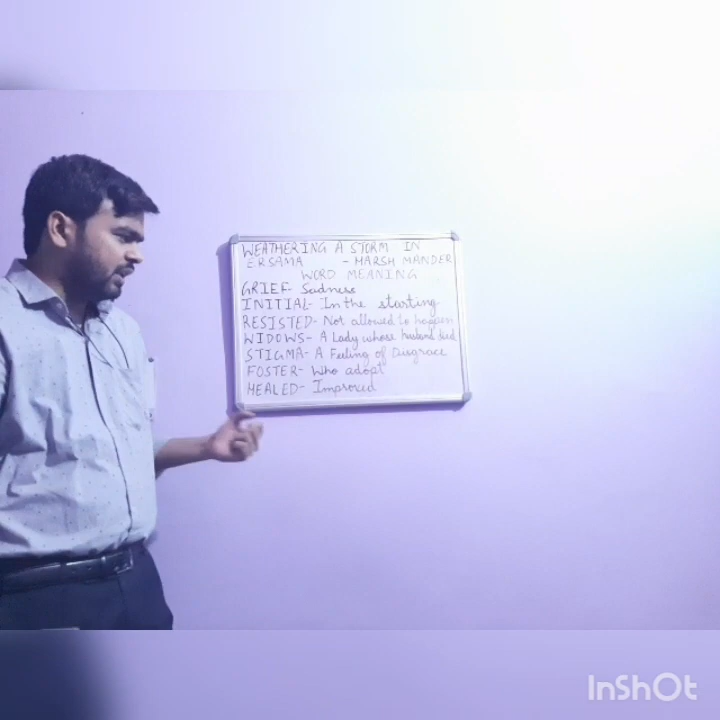 WEATHERING A STORM IN
ERSAMA - HARSH MANDER
WORD MEANING
GRIEF- Sadness
INITIAL- In the starting
RESISTED- Not allowed to happen
WIDOWS- A Lady whose husband died
STIGMA- A Feeling of Disgrace
FOSTER- Who adopt
HEALED- Improved
InShOt